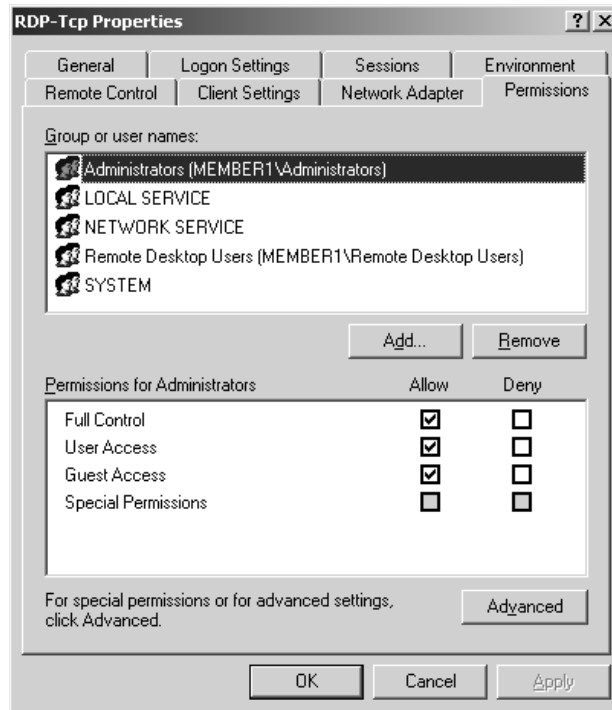 RDP-Tcp Properties
General Logon Settings Sessions Environment
Remote Control Client Settings Network Adapter Permissions
Group or user names:
Administrators (MEMBER1\Administrators)
LOCAL SERVICE
NETWORK SERVICE
Remote Desktop Users (MEMBER1\Remote Desktop Users)
SYSTEM
Add... Remove
Permissions for Administrators Allow Deny
Full Control
User Access
Guest Access
Special Permissions
For special permissions or for advanced settings,
click Advanced.
Advanced
OK Cancel Apply